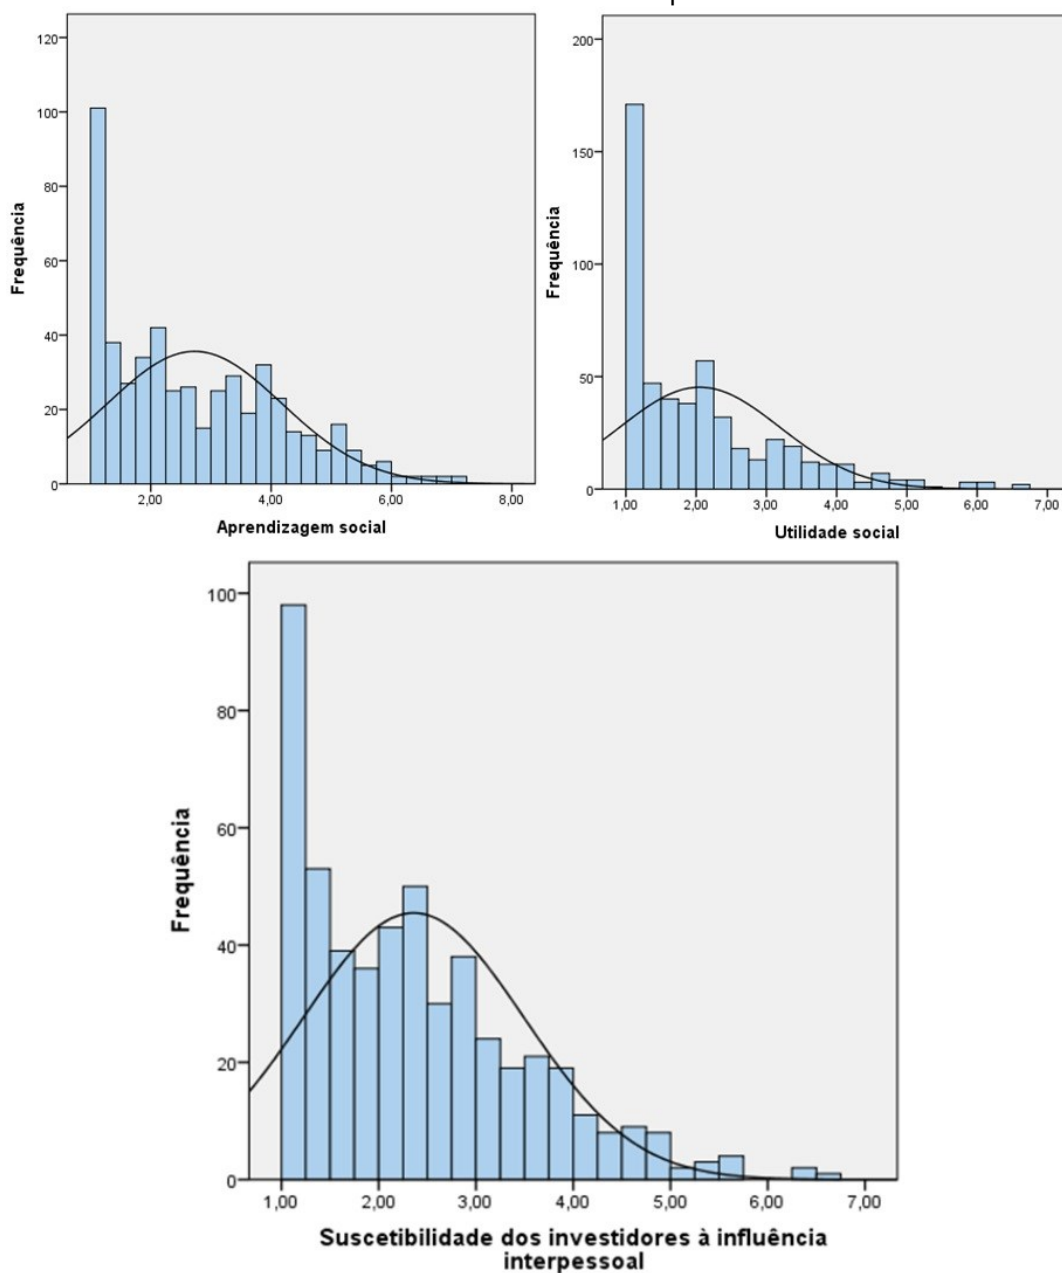 120
100
80
60
40
20
0
Frequência
2,00 4,00 6,00 8,00
Aprendizagem social
200
150
100
50
0
Frequência
1,00 2,00 3,00 4,00 5,00 6,00 7,00
Utilidade social
100
80
60
40
20
0
Frequência
1,00 2,00 3,00 4,00 5,00 6,00 7,00
Suscetibilidade dos investidores à influência
interpessoal